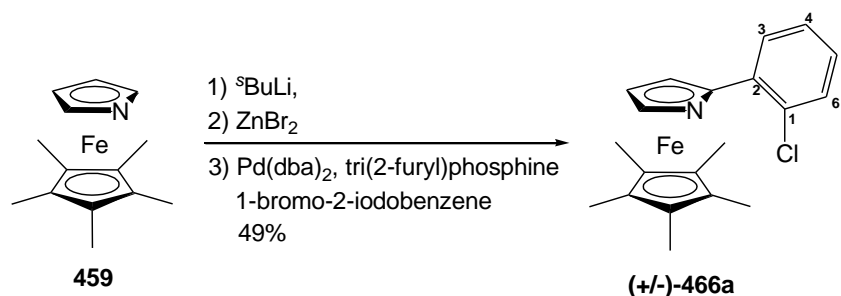 N
Fe
459
1) ˢBuLi,
2) ZnBr₂
3) Pd(dba)₂, tri(2-furyl)phosphine
1-bromo-2-iodobenzene
49%
3
4
2
N
1
6
Fe
Cl
(+/-)-466a